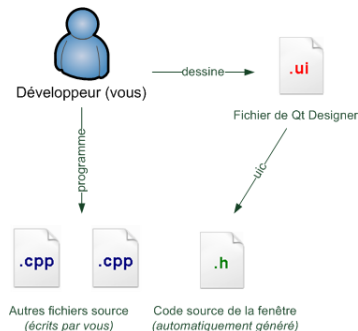 dessine
.ui
Développeur (vous)
Fichier de Qt Designer
programme
uic
.cpp
.cpp
.h
Autres fichiers source
(écrits par vous)
Code source de la fenêtre
(automatiquement généré)